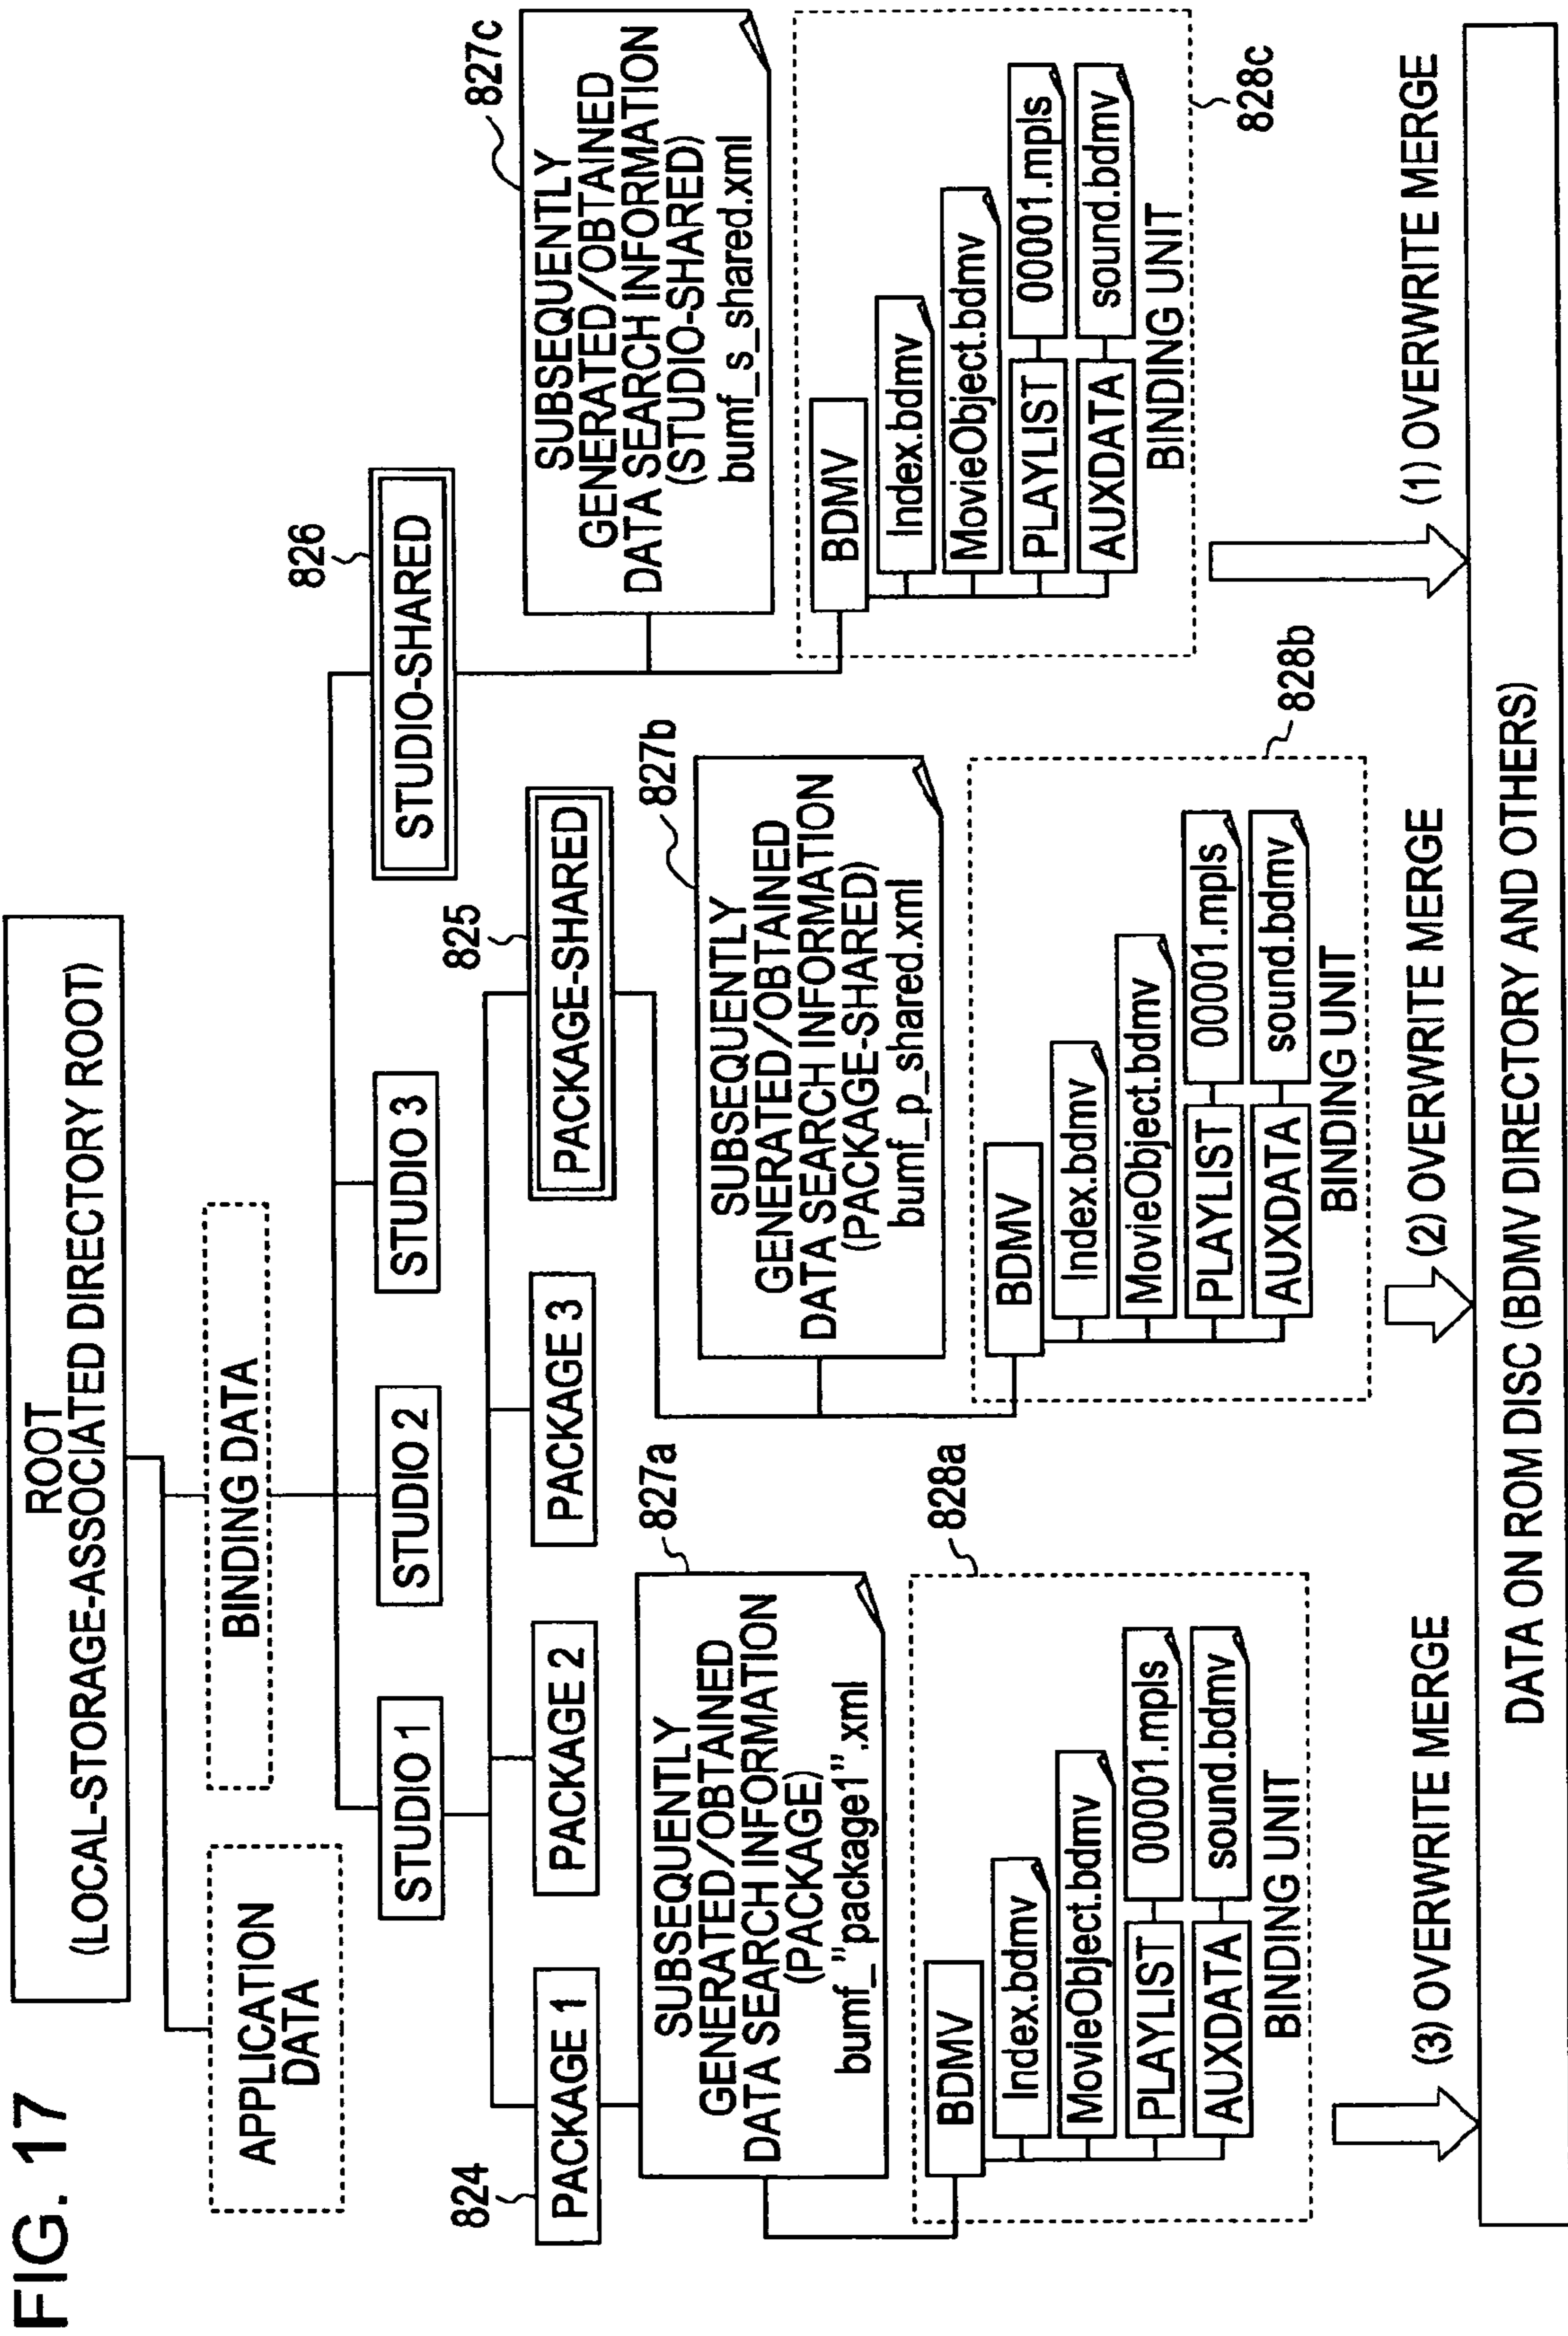 FIG. 17
ROOT
(LOCAL-STORAGE-ASSOCIATED DIRECTORY ROOT)
APPLICATION
DATA
BINDING DATA
STUDIO 1
STUDIO 2
STUDIO 3
826
STUDIO-SHARED
824
PACKAGE 1
PACKAGE 2
PACKAGE 3
825
PACKAGE-SHARED
827a
SUBSEQUENTLY
GENERATED/OBTAINED
DATA SEARCH INFORMATION
(PACKAGE)
bumf_"package1".xml
827b
SUBSEQUENTLY
GENERATED/OBTAINED
DATA SEARCH INFORMATION
(PACKAGE-SHARED)
bumf_p_shared.xml
827c
SUBSEQUENTLY
GENERATED/OBTAINED
DATA SEARCH INFORMATION
(STUDIO-SHARED)
bumf_s_shared.xml
828a
BDMV
Index.bdmv
MovieObject.bdmv
PLAYLIST
00001.mpls
AUXDATA
sound.bdmv
BINDING UNIT
828b
BDMV
Index.bdmv
MovieObject.bdmv
PLAYLIST
00001.mpls
AUXDATA
sound.bdmv
BINDING UNIT
828c
BDMV
Index.bdmv
MovieObject.bdmv
PLAYLIST
00001.mpls
AUXDATA
sound.bdmv
BINDING UNIT
(3) OVERWRITE MERGE
(2) OVERWRITE MERGE
(1) OVERWRITE MERGE
DATA ON ROM DISC (BDMV DIRECTORY AND OTHERS)